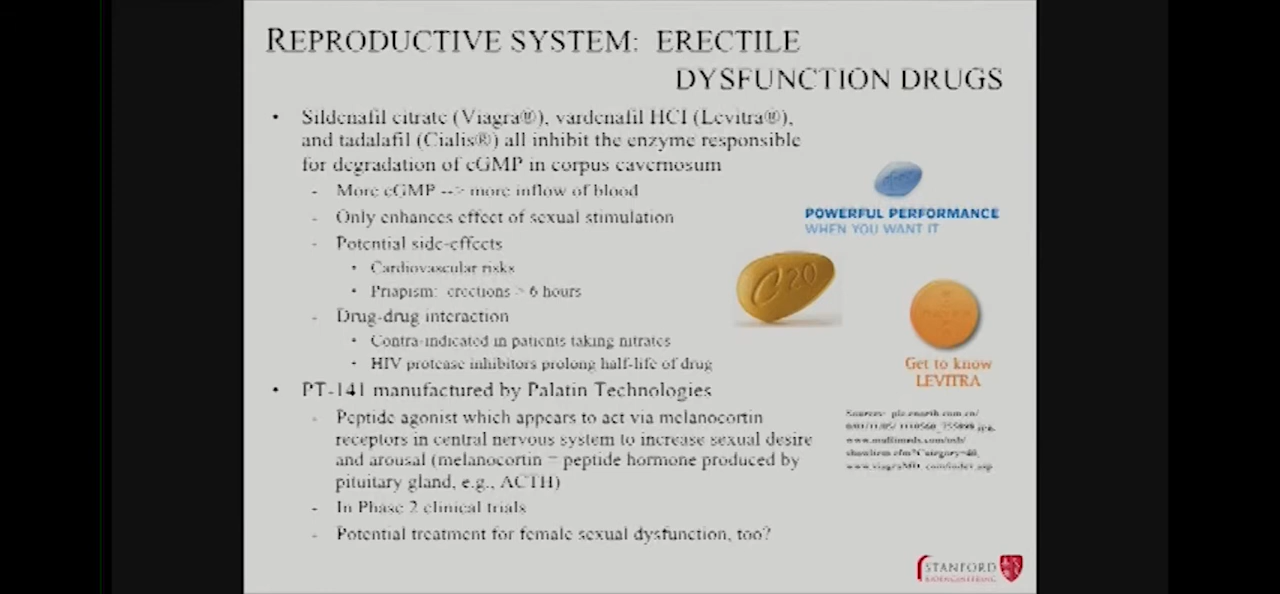 REPRODUCTIVE SYSTEM: ERECTILE
DYSFUNCTION DRUGS
• Sildenafil citrate (Viagra®), vardenafil HCl (Levitra®),
and tadalafil (Cialis®) all inhibit the enzyme responsible
for degradation of cGMP in corpus cavernosum
- More cGMP --> more inflow of blood
- Only enhances effect of sexual stimulation
- Potential side-effects
• Cardiovascular risks
• Priapism: erections > 6 hours
- Drug-drug interaction
• Contra-indicated in patients taking nitrates
• HIV protease inhibitors prolong half-life of drug
• PT-141 manufactured by Palatin Technologies
- Peptide agonist which appears to act via melanocortin
receptors in central nervous system to increase sexual desire
and arousal (melanocortin = peptide hormone produced by
pituitary gland, e.g., ACTH)
- In Phase 2 clinical trials
- Potential treatment for female sexual dysfunction, too?
POWERFUL PERFORMANCE
WHEN YOU WANT IT
C 20
Get to know
LEVITRA
Sources:
STANFORD
BIOENGINEERING